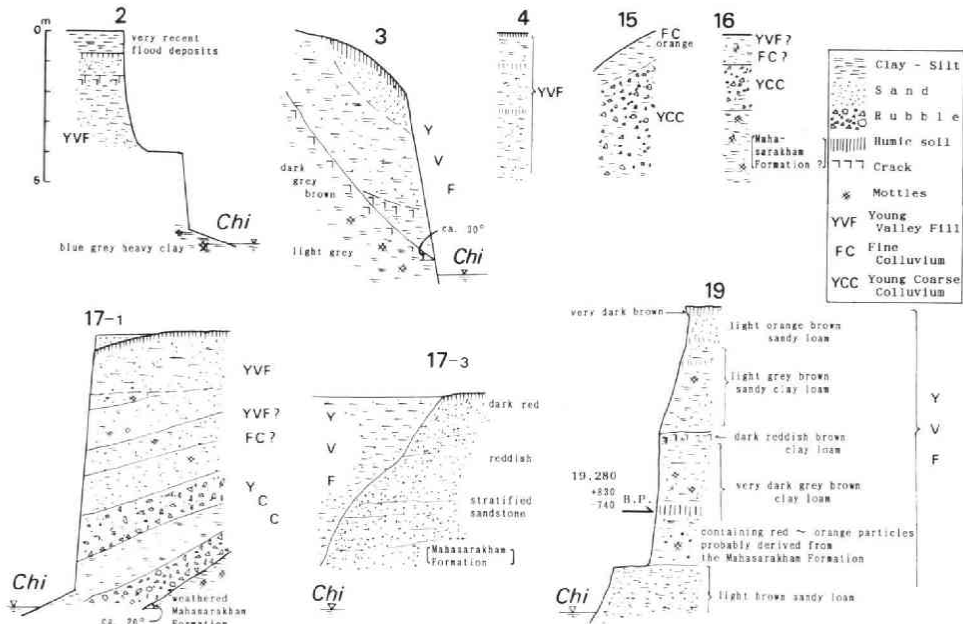 0
m
5
2
very recent
flood deposits
YVF
Chi
blue grey heavy clay
3
dark
grey
brown
light grey
Y
V
F
ca. 30°
Chi
4
YVF
15
FC
orange
YCC
16
YVF?
FC?
YCC
Maha-
sarakham
Formation ?
Clay - Silt
Sand
Rubble
Humic soil
Crack
Mottles
YVF Young
Valley Fill
FC Fine
Colluvium
YCC Young Coarse
Colluvium
17-1
YVF
YVF?
FC?
Y
C
C
Chi
ca. 26°
weathered
Mahasarakham
Formation
17-3
Y
V
F
dark red
reddish
stratified
sandstone
Mahasarakham
Formation
Chi
19
very dark brown
light orange brown
sandy loam
light grey brown
sandy clay loam
dark reddish brown
clay loam
19,280
+830
-740
B.P.
very dark grey brown
clay loam
containing red ~ orange particles
probably derived from
the Mahasarakham Formation
light brown sandy loam
Y
V
F
Chi